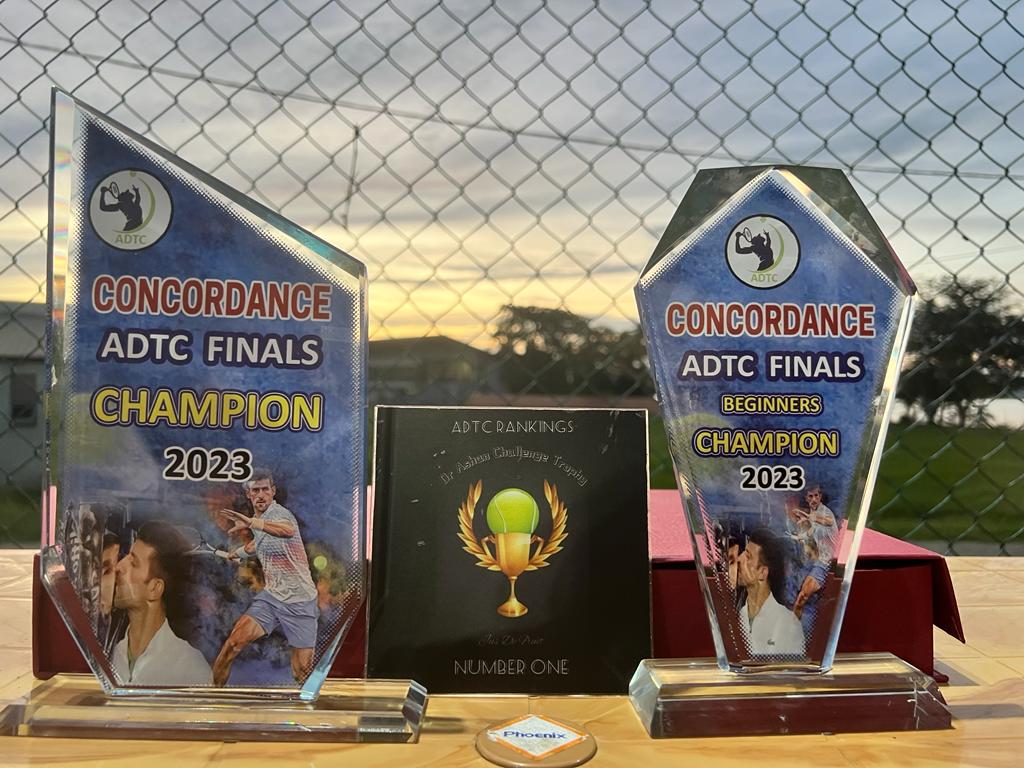 ADTC
CONCORDANCE
ADTC FINALS
CHAMPION
2023
ADTC RANKINGS
Dr Ashan Challenge Trophy
NUMBER ONE
ADTC
CONCORDANCE
ADTC FINALS
BEGINNERS
CHAMPION
2023
Phoenix